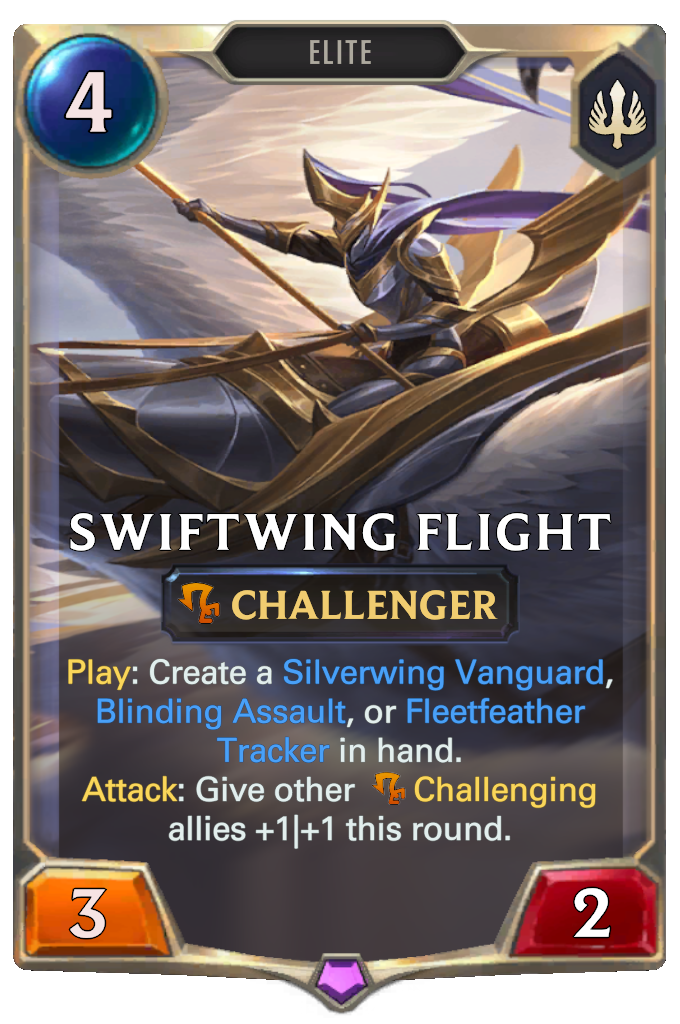 ELITE
4
SWIFTWING FLIGHT
CHALLENGER
Play: Create a Silverwing Vanguard,
Blinding Assault, or Fleetfeather
Tracker in hand.
Attack: Give other Challenging
allies +1|+1 this round.
3
2